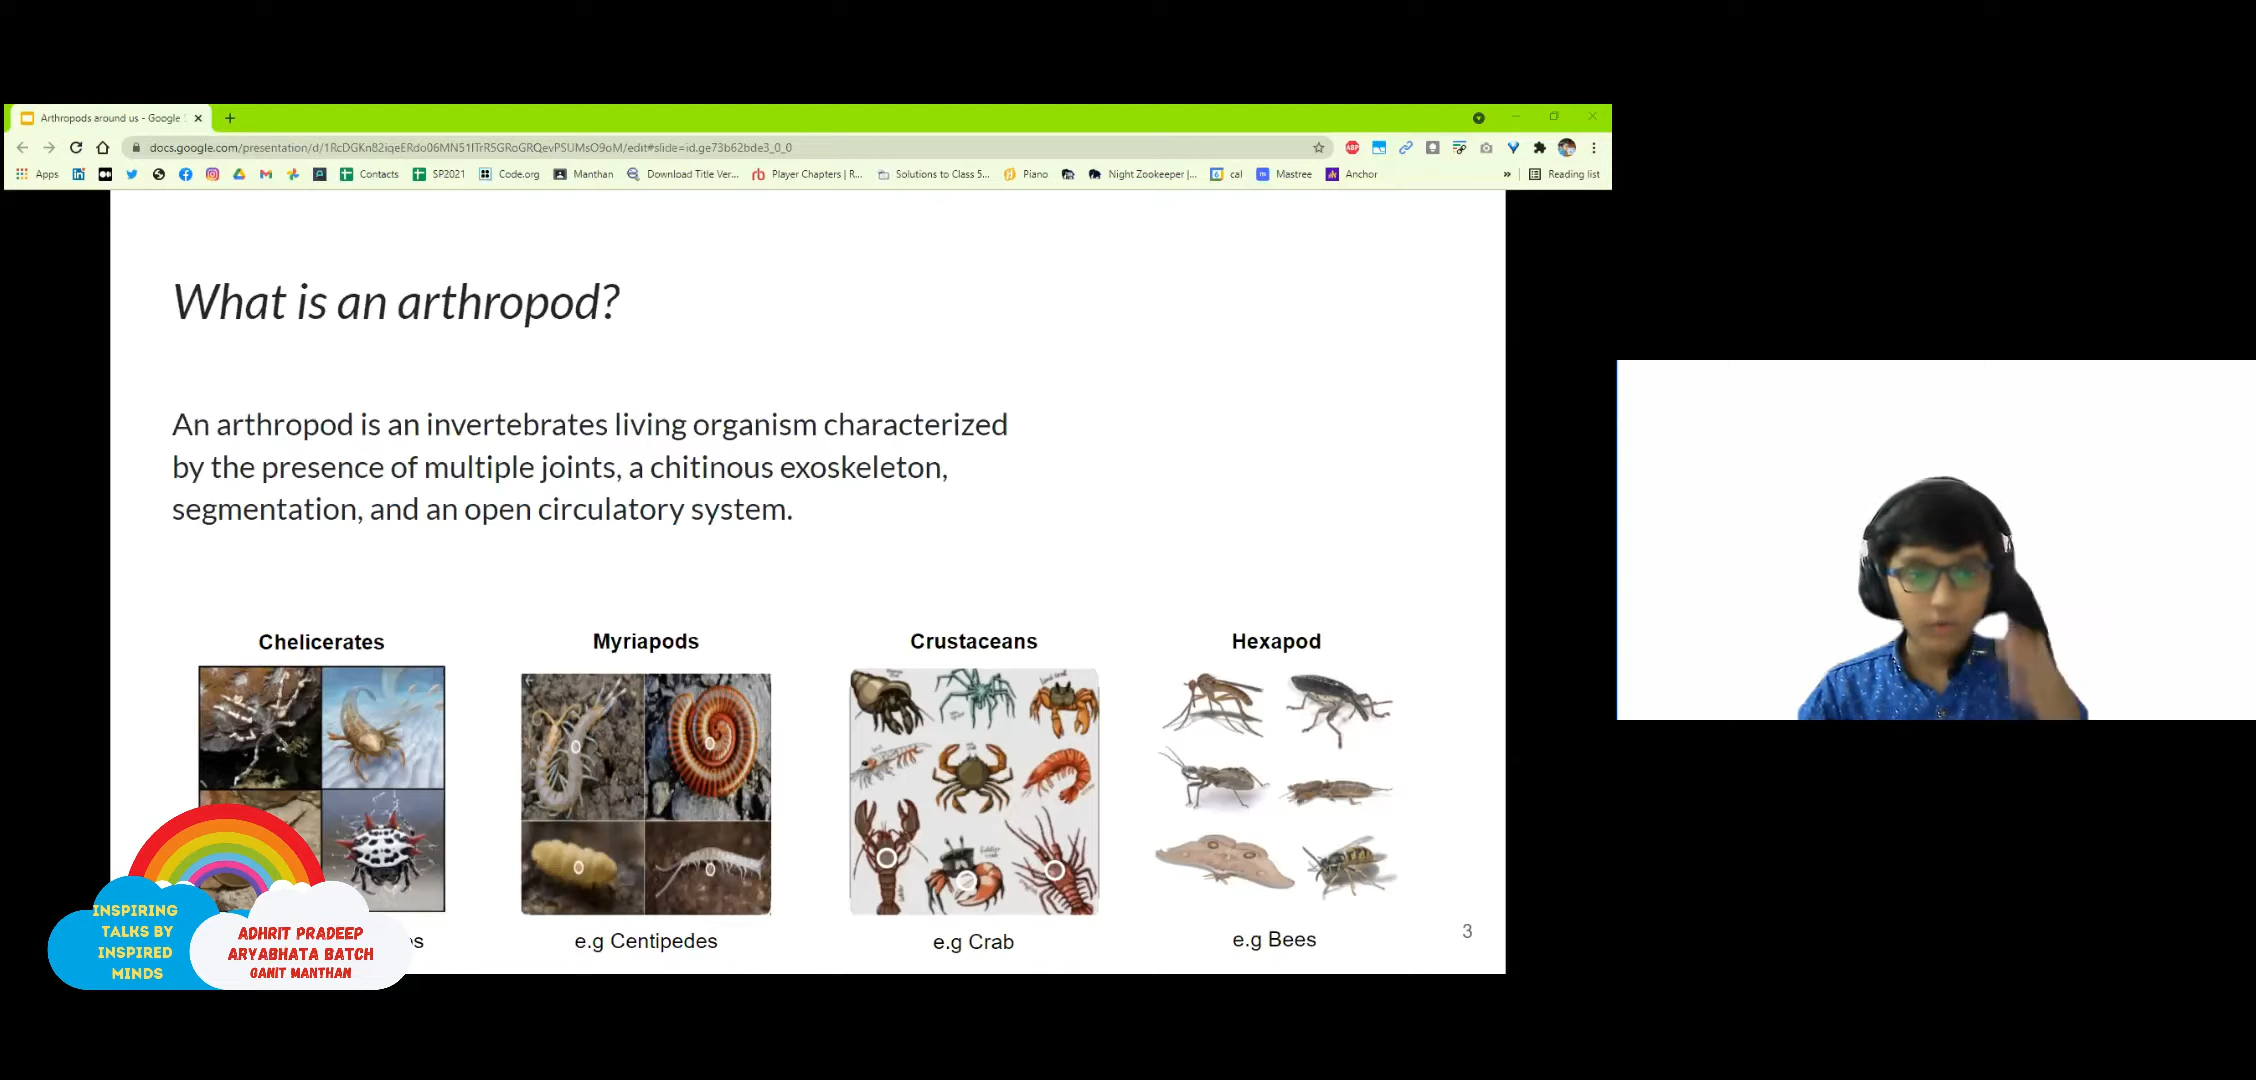 Arthropods around us - Google
docs.google.com/presentation/d/1RcDGKn82iqeERdo06MN51ITrR5GRoGRQevPSUMsO9oM/edit#slide=id.ge73b62bde3_0_0
Apps Contacts SP2021 Code.org Manthan Download Title Ver... Player Chapters | R... Solutions to Class 5... Piano Night Zookeeper |... cal Mastree Anchor » Reading list
What is an arthropod?
An arthropod is an invertebrates living organism characterized
by the presence of multiple joints, a chitinous exoskeleton,
segmentation, and an open circulatory system.
Chelicerates Myriapods Crustaceans Hexapod
e.g Centipedes e.g Crab e.g Bees
3
INSPIRING
TALKS BY
INSPIRED
MINDS
ADHRIT PRADEEP
ARYABHATA BATCH
GANIT MANTHAN